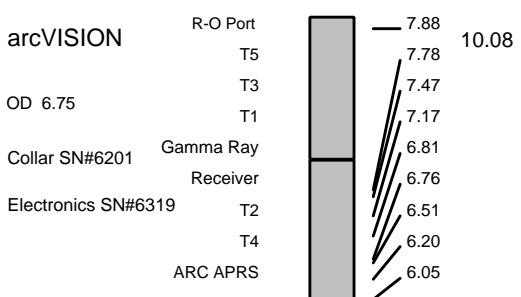 R-O Port 7.88
arcVISION 10.08
T5 7.78
T3 7.47
OD 6.75
T1 7.17
Gamma Ray 6.81
Collar SN#6201
Receiver 6.76
Electronics SN#6319
T2 6.51
T4 6.20
ARC APRS 6.05